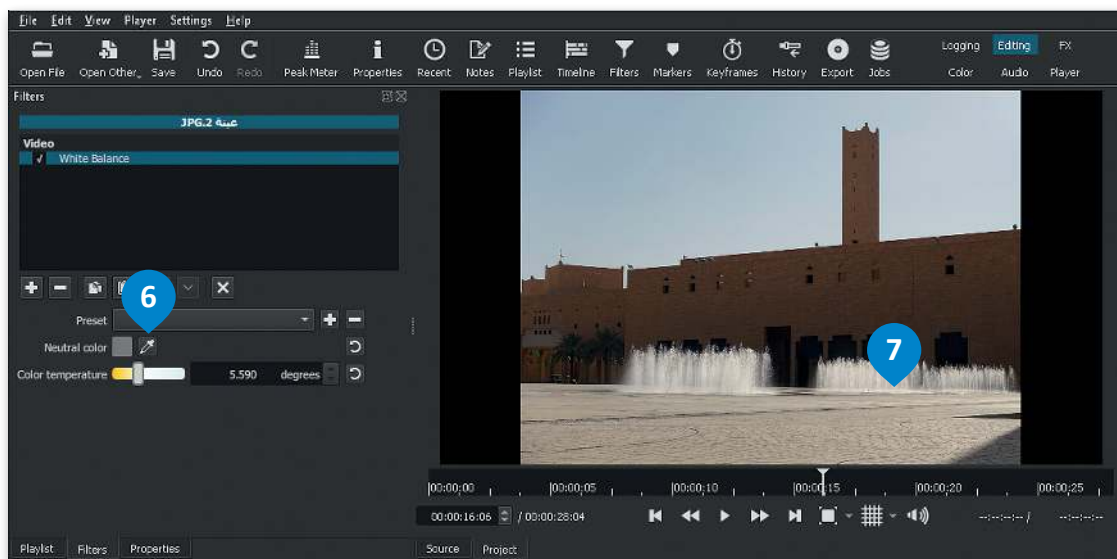 File Edit View Player Settings Help
Open File Open Other.. Save Undo Redo Peak Meter Properties Recent Notes Playlist Timeline Filters Markers Keyframes History Export Jobs
Logging Editing FX
Color Audio Player
Filters
عينة 2.JPG
Video
White Balance
6
Preset
Neutral color
Color temperature 5.590 degrees
7
00:00:00 00:00:05 00:00:10 00:00:15 00:00:20 00:00:25
00:00:16:06 / 00:00:28:04 --:--:--:-- / --:--:--:--
Playlist Filters Properties Source Project